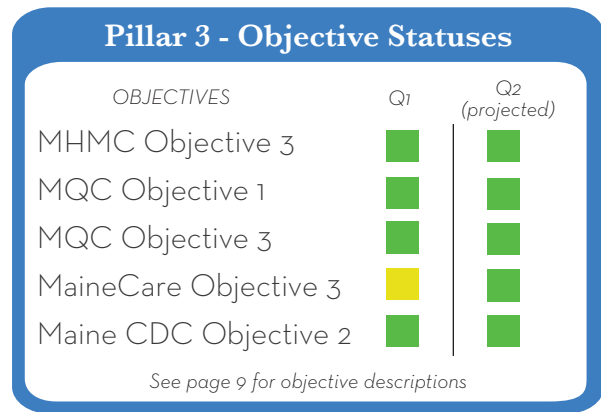 Pillar 3 - Objective Statuses
OBJECTIVES Q1 Q2 (projected)
MHMC Objective 3
MQC Objective 1
MQC Objective 3
MaineCare Objective 3
Maine CDC Objective 2
See page 9 for objective descriptions